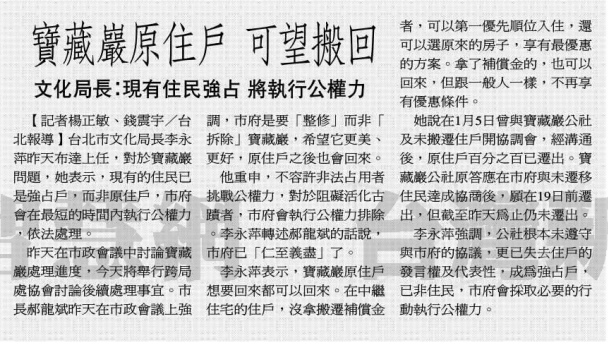 寶藏巖原住戶 可望搬回
文化局長：現有住民強占 將執行公權力
【記者楊正敏、錢震宇／台
北報導】台北市文化局長李永
萍昨天布達上任，對於寶藏巖
問題，她表示，現有的住民已
是強占戶，而非原住戶，市府
會在最短的時間內執行公權力
，依法處理。
昨天在市政會議中討論寶藏
巖處理進度，今天將舉行跨局
處協會討論後續處理事宜。市
長郝龍斌昨天在市政會議上強
調，市府是要「整修」而非「
拆除」寶藏巖，希望它更美、
更好，原住戶之後也會回來。
他重申，不容許非法占用者
挑戰公權力，對於阻礙活化古
蹟者，市府會執行公權力排除
。李永萍轉述郝龍斌的話說，
市府已「仁至義盡」了。
李永萍表示，寶藏巖原住戶
想要回來都可以回來。在中繼
住宅的住戶，沒拿搬遷補償金
者，可以第一優先順位入住，還
可以選原來的房子，享有最優惠
的方案。拿了補償金的，也可以
回來，但跟一般人一樣，不再享
有優惠條件。
她說在1月5日曾與寶藏巖公社
及未搬遷住戶開協調會，經溝通
後，原住戶百分之百已遷出。寶
藏巖公社原答應在市府與未遷移
住民達成協商後，願在19日前遷
出，但截至昨天為止仍未遷出。
李永萍強調，公社根本未遵守
與市府的協議，更已失去住戶的
發言權及代表性，成為強占戶，
已非住民，市府會採取必要的行
動執行公權力。